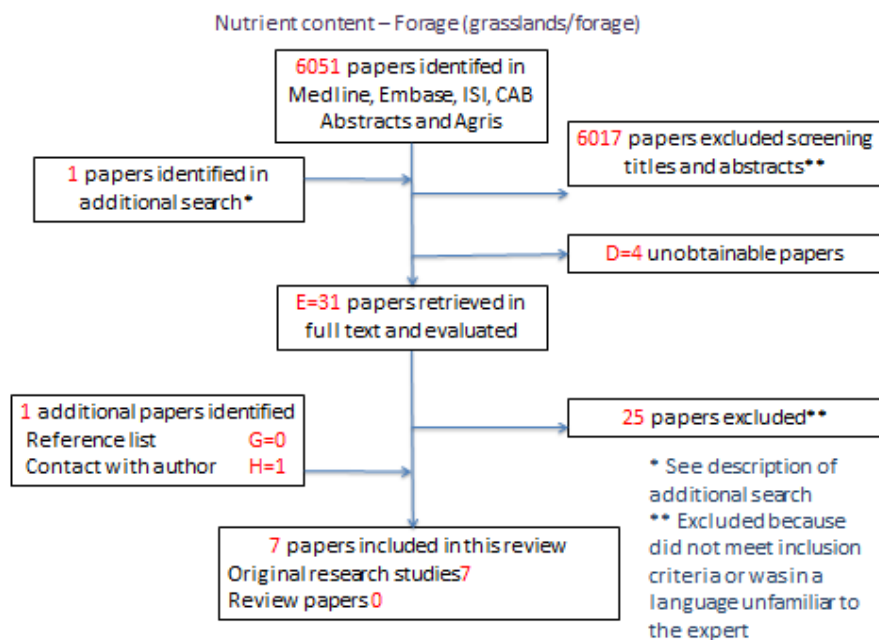 Nutrient content – Forage (grasslands/forage)
6051 papers identifed in
Medline, Embase, ISI, CAB
Abstracts and Agris
6017 papers excluded screening
titles and abstracts**
1 papers identified in
additional search*
D=4 unobtainable papers
E=31 papers retrieved in
full text and evaluated
1 additional papers identified
Reference list G=0
Contact with author H=1
25 papers excluded**
* See description of
additional search
** Excluded because
did not meet inclusion
criteria or was in a
language unfamiliar to
the expert
7 papers included in this review
Original research studies7
Review papers 0